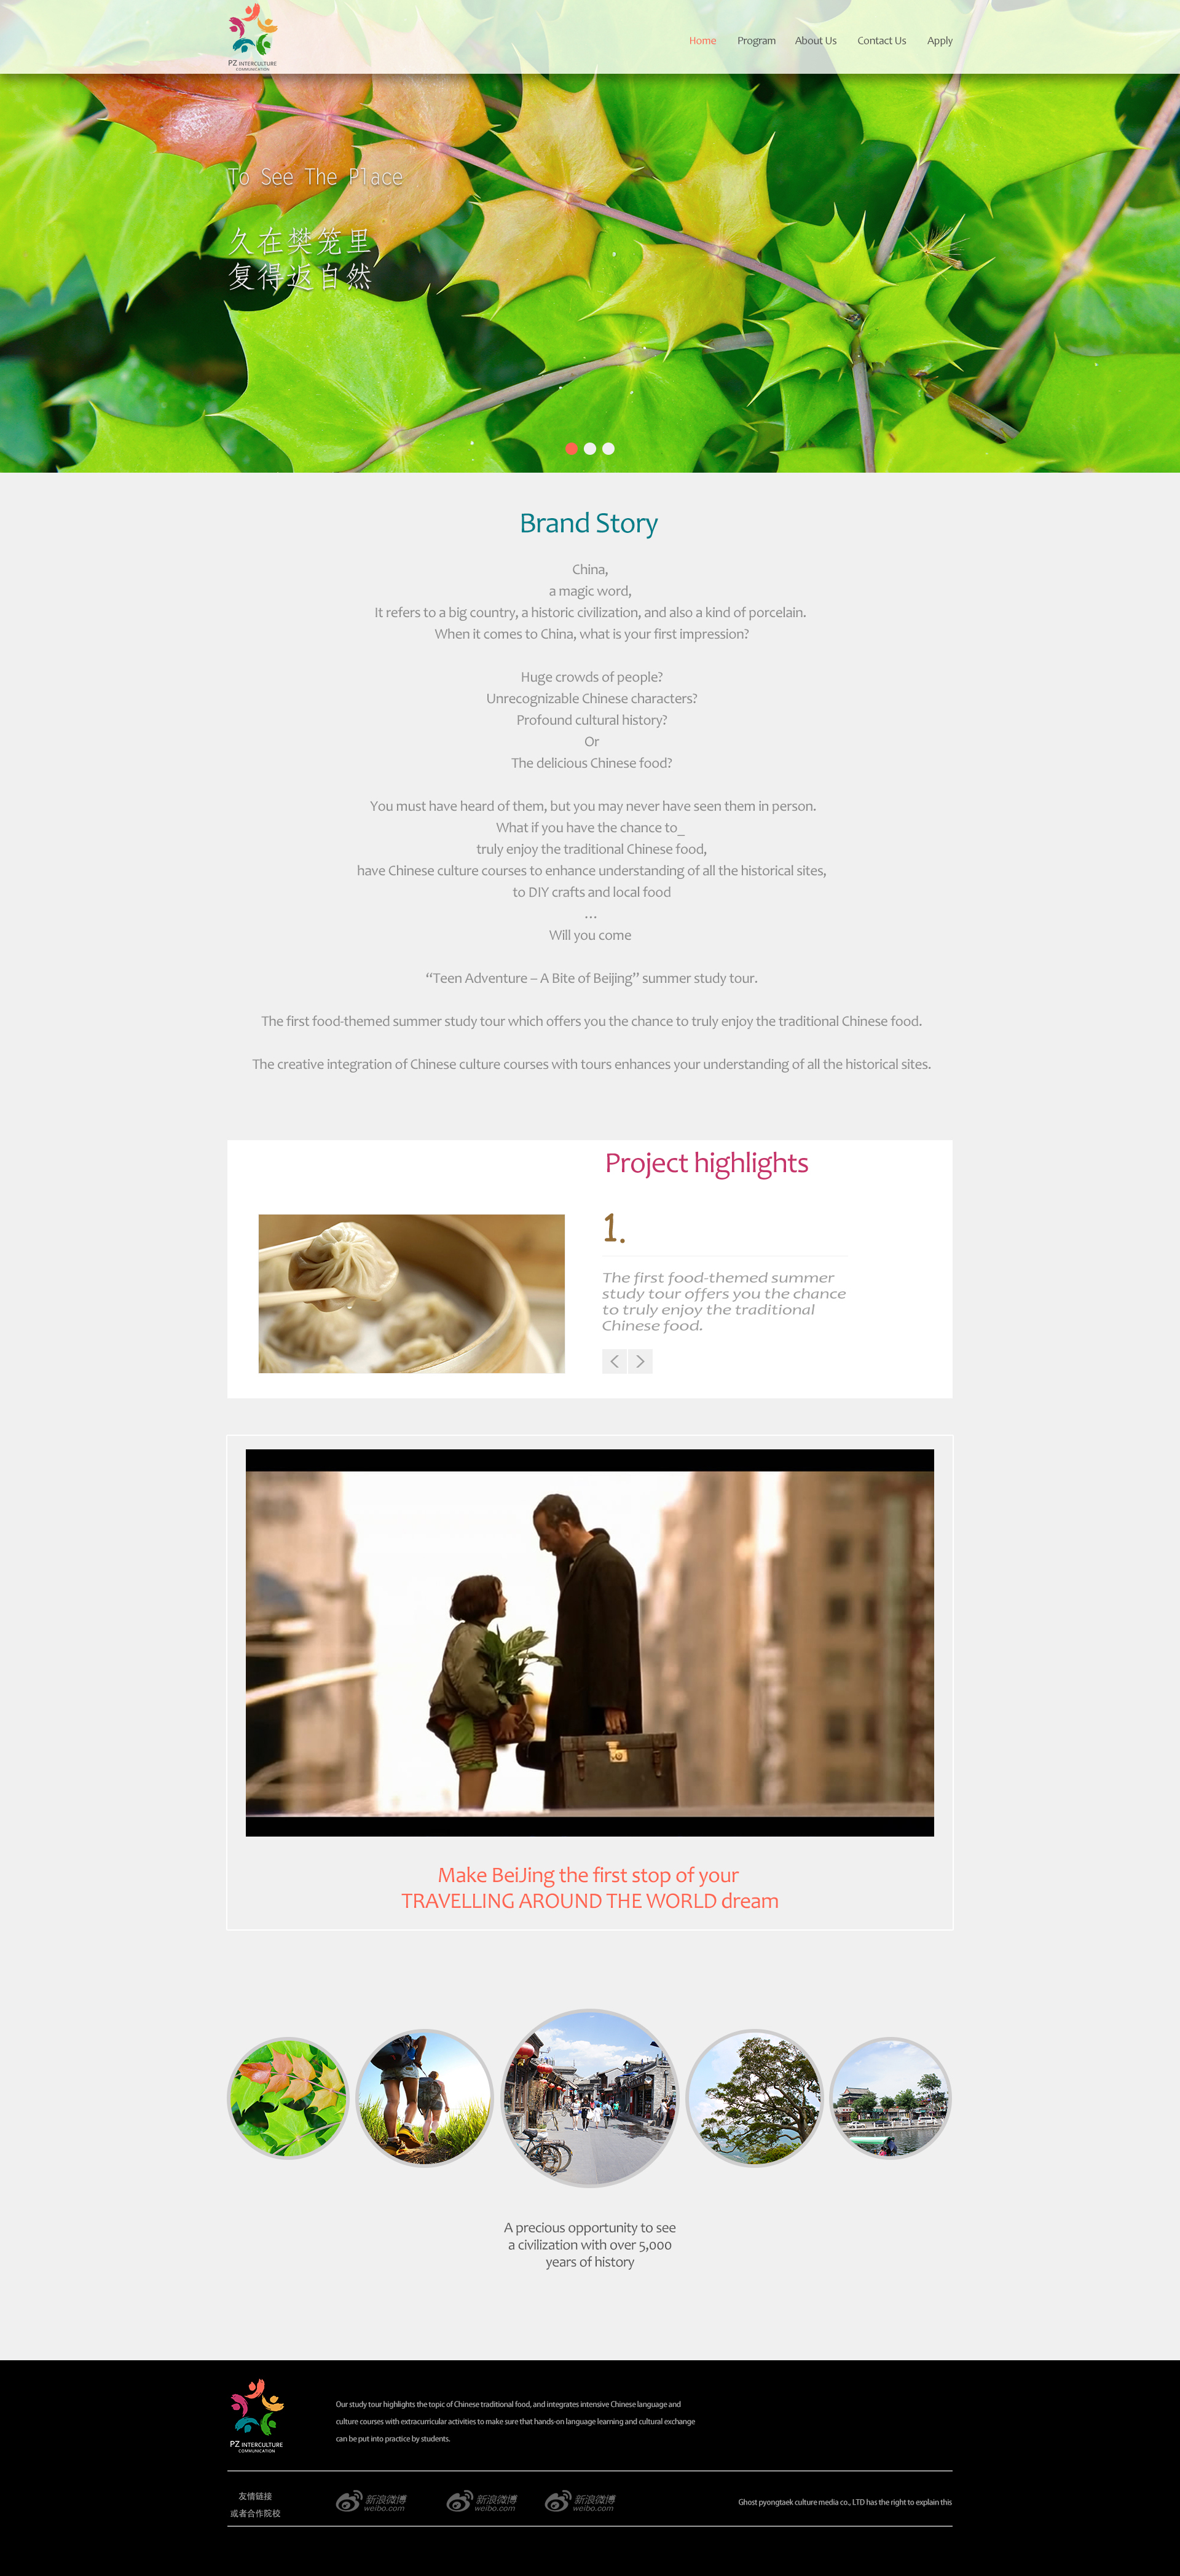 PZ INTERCULTURE
COMMUNICATION
Home Program About Us Contact Us Apply
To See The Place
久在樊笼里
复得返自然
Brand Story
China,
a magic word,
It refers to a big country, a historic civilization, and also a kind of porcelain.
When it comes to China, what is your first impression?
Huge crowds of people?
Unrecognizable Chinese characters?
Profound cultural history?
Or
The delicious Chinese food?
You must have heard of them, but you may never have seen them in person.
What if you have the chance to_
truly enjoy the traditional Chinese food,
have Chinese culture courses to enhance understanding of all the historical sites,
to DIY crafts and local food
...
Will you come
“Teen Adventure – A Bite of Beijing” summer study tour.
The first food-themed summer study tour which offers you the chance to truly enjoy the traditional Chinese food.
The creative integration of Chinese culture courses with tours enhances your understanding of all the historical sites.
Project highlights
1.
The first food-themed summer
study tour offers you the chance
to truly enjoy the traditional
Chinese food.
Make BeiJing the first stop of your
TRAVELLING AROUND THE WORLD dream
A precious opportunity to see
a civilization with over 5,000
years of history
PZ INTERCULTURE
COMMUNICATION
Our study tour highlights the topic of Chinese traditional food, and integrates intensive Chinese language and
culture courses with extracurricular activities to make sure that hands-on language learning and cultural exchange
can be put into practice by students.
友情链接
或者合作院校
新浪微博
weibo.com
新浪微博
weibo.com
新浪微博
weibo.com
Ghost pyongtaek culture media co., LTD has the right to explain this